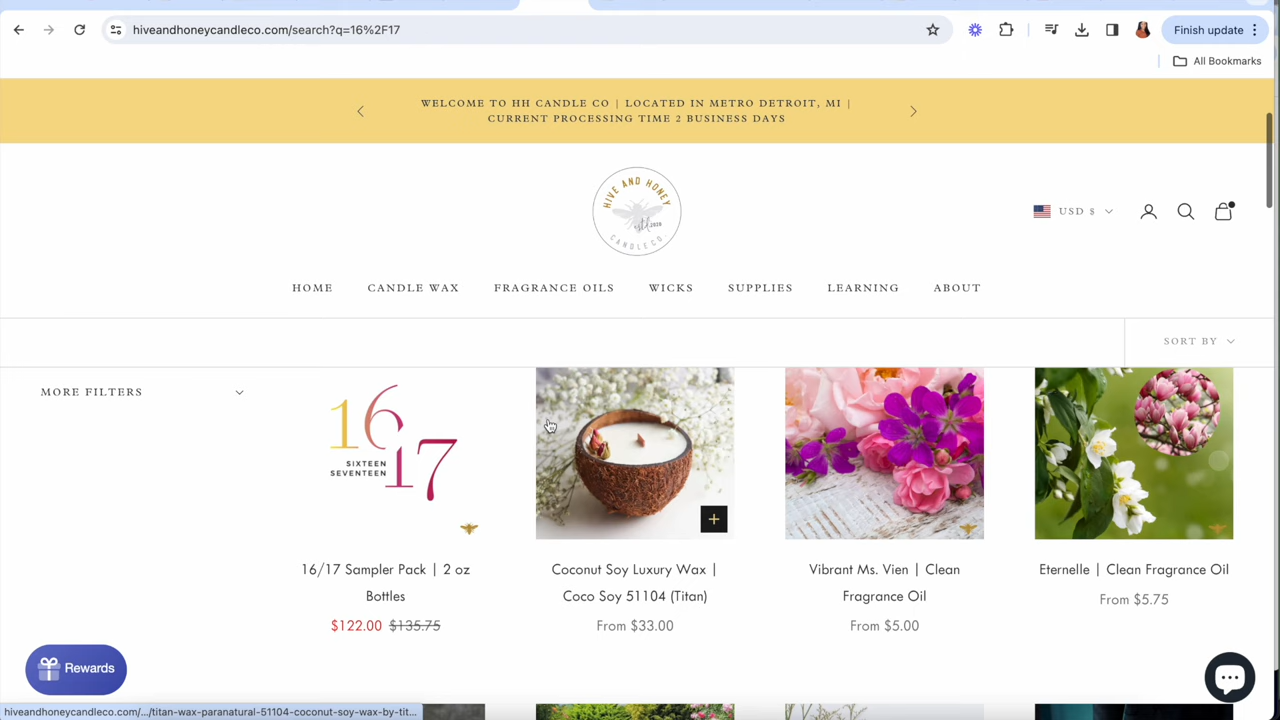 hiveandhoneycandleco.com/search?q=16%2F17
Finish update
All Bookmarks
WELCOME TO HH CANDLE CO | LOCATED IN METRO DETROIT, MI |
CURRENT PROCESSING TIME 2 BUSINESS DAYS
HIVE AND HONEY
estd.2020
CANDLE CO.
USD $
HOME
CANDLE WAX
FRAGRANCE OILS
WICKS
SUPPLIES
LEARNING
ABOUT
SORT BY
MORE FILTERS
16
SIXTEEN
SEVENTEEN
17
16/17 Sampler Pack | 2 oz
Bottles
$122.00 $135.75
Coconut Soy Luxury Wax |
Coco Soy 51104 (Titan)
From $33.00
Vibrant Ms. Vien | Clean
Fragrance Oil
From $5.00
Eternelle | Clean Fragrance Oil
From $5.75
Rewards
hiveandhoneycandleco.com/.../titan-wax-paranatural-51104-coconut-soy-wax-by-tit...